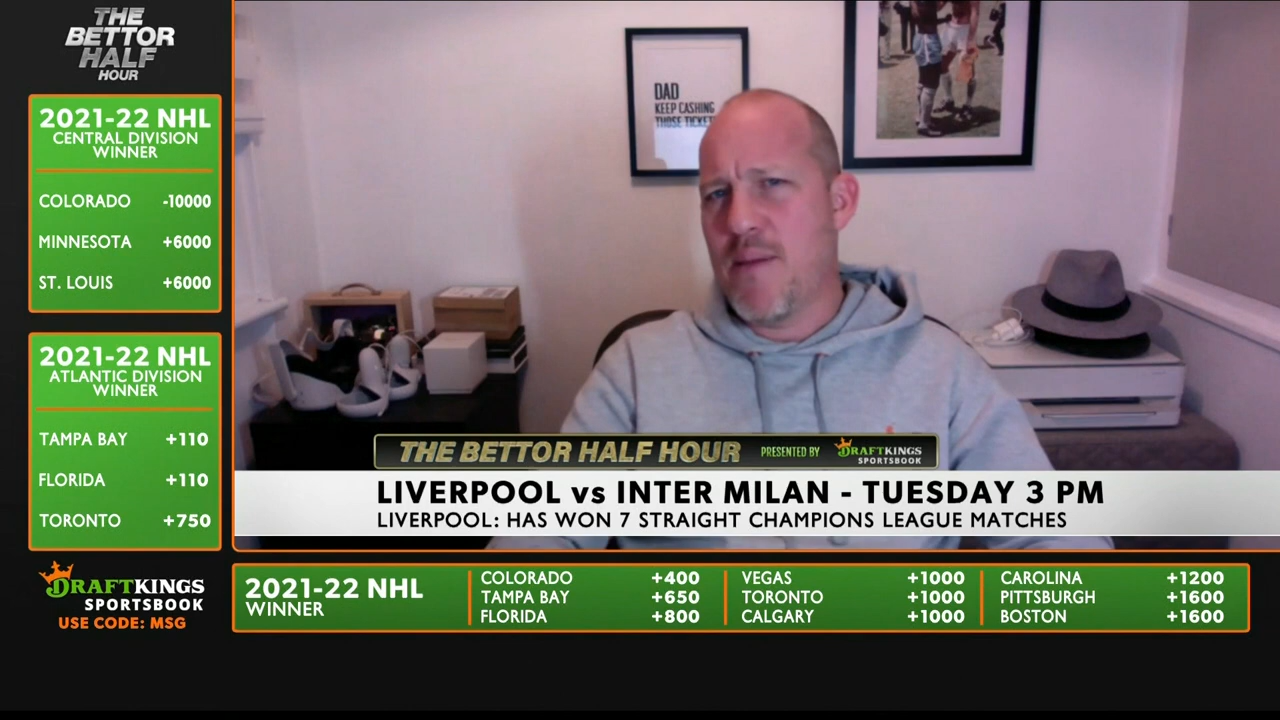 THE
BETTOR
HALF
HOUR
2021-22 NHL
CENTRAL DIVISION
WINNER
COLORADO -10000
MINNESOTA +6000
ST. LOUIS +6000
2021-22 NHL
ATLANTIC DIVISION
WINNER
TAMPA BAY +110
FLORIDA +110
TORONTO +750
DRAFTKINGS
SPORTSBOOK
USE CODE: MSG
DAD
KEEP CASHING
THOSE
THE BETTOR HALF HOUR PRESENTED BY DRAFTKINGS
SPORTSBOOK
LIVERPOOL vs INTER MILAN - TUESDAY 3 PM
LIVERPOOL: HAS WON 7 STRAIGHT CHAMPIONS LEAGUE MATCHES
2021-22 NHL
WINNER
COLORADO +400
TAMPA BAY +650
FLORIDA +800
VEGAS +1000
TORONTO +1000
CALGARY +1000
CAROLINA +1200
PITTSBURGH +1600
BOSTON +1600